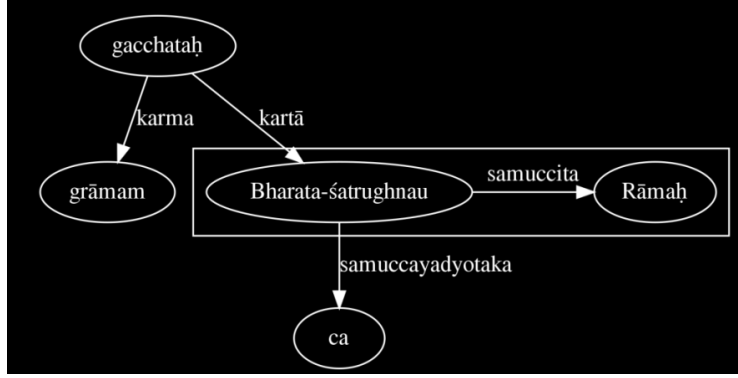 gacchataḥ
karma
kartā
grāmam
Bharata-śatrughnau
samuccita
Rāmaḥ
samuccayadyotaka
ca